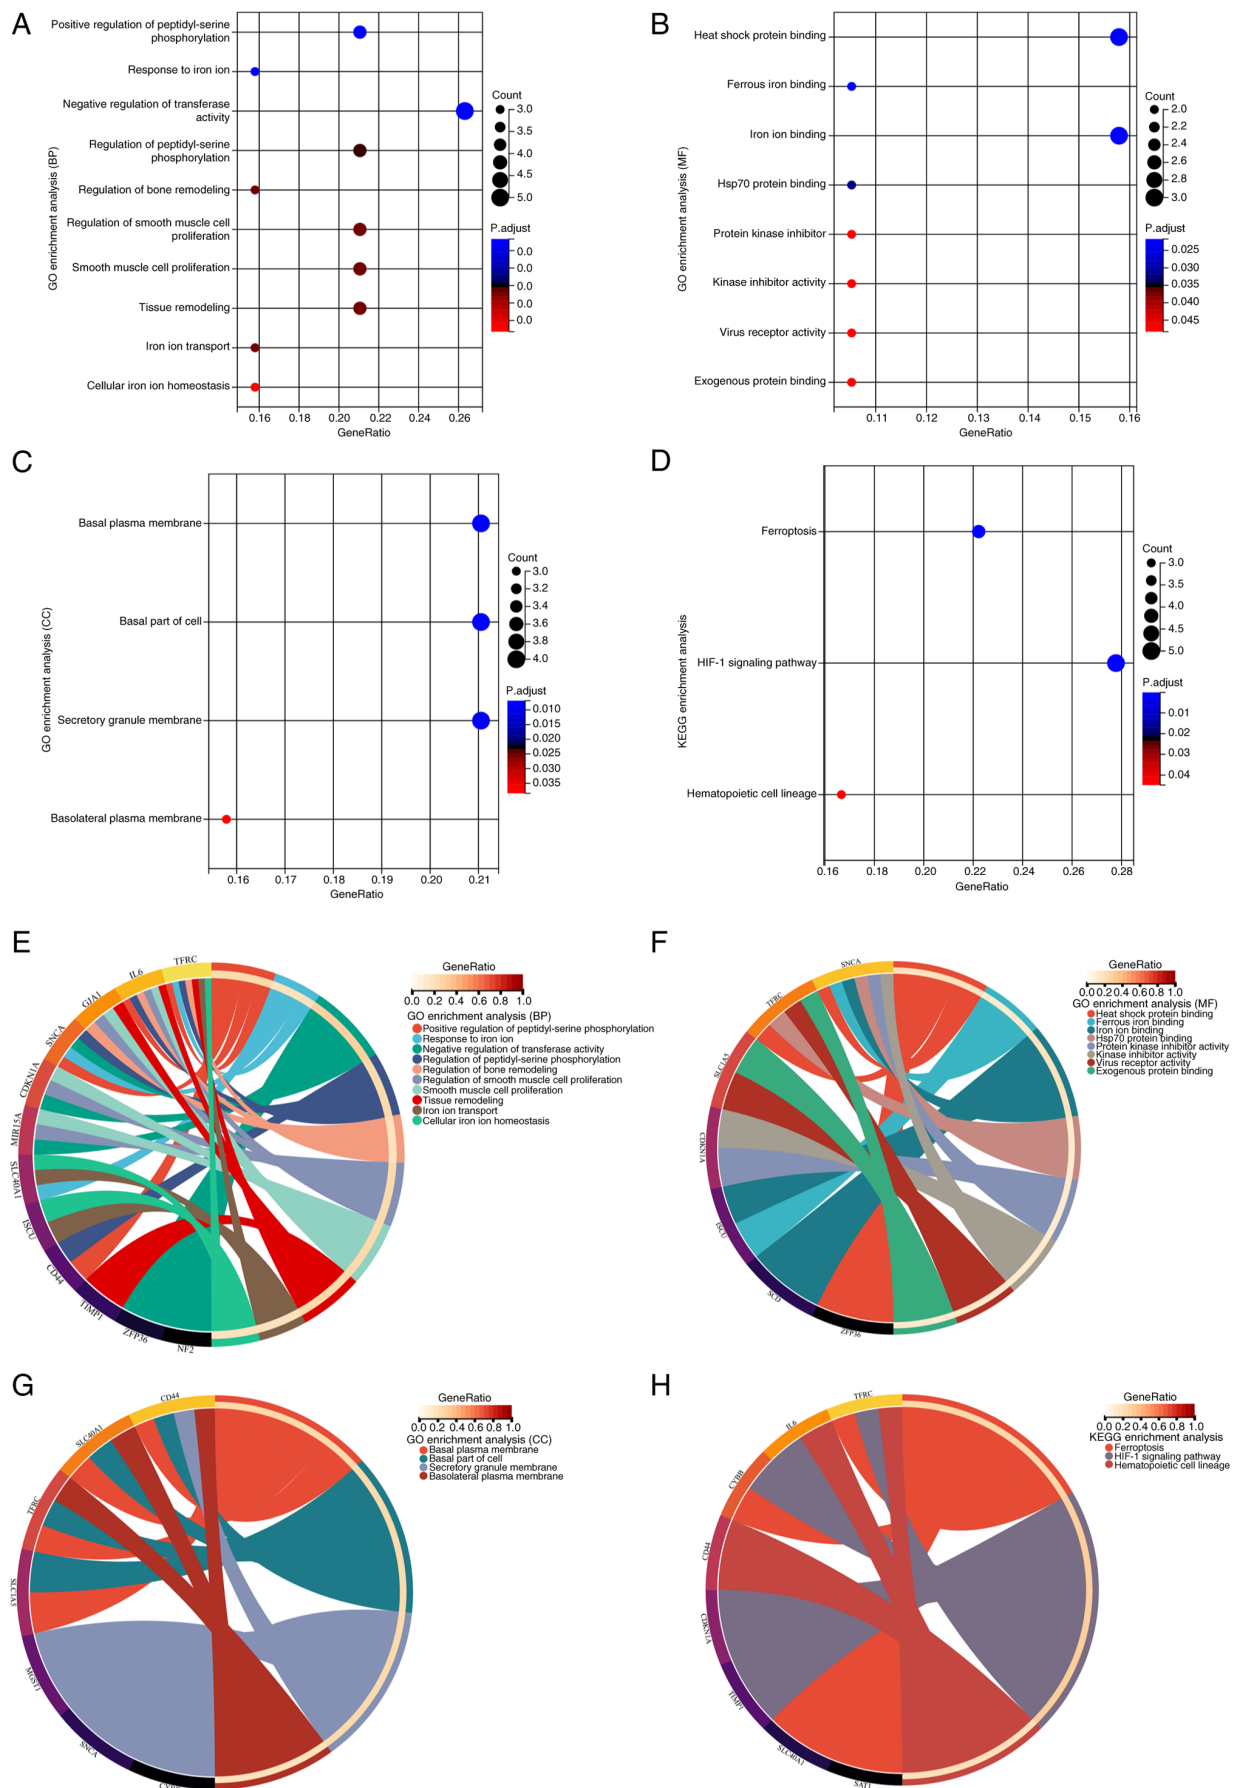 A
Positive regulation of peptidyl-serine
phosphorylation
Response to iron ion
Negative regulation of transferase
activity
Regulation of peptidyl-serine
phosphorylation
Regulation of bone remodeling
Regulation of smooth muscle cell
proliferation
Smooth muscle cell proliferation
Tissue remodeling
Iron ion transport
Cellular iron ion homeostasis
GO enrichment analysis (BP)
0.16 0.18 0.20 0.22 0.24 0.26
GeneRatio
Count
3.0
3.5
4.0
4.5
5.0
P.adjust
0.0
0.0
0.0
0.0
0.0
B
Heat shock protein binding
Ferrous iron binding
Iron ion binding
Hsp70 protein binding
Protein kinase inhibitor
Kinase inhibitor activity
Virus receptor activity
Exogenous protein binding
GO enrichment analysis (MF)
0.11 0.12 0.13 0.14 0.15 0.16
GeneRatio
Count
2.0
2.2
2.4
2.6
2.8
3.0
P.adjust
0.025
0.030
0.035
0.040
0.045
C
Basal plasma membrane
Basal part of cell
Secretory granule membrane
Basolateral plasma membrane
GO enrichment analysis (CC)
0.16 0.17 0.18 0.19 0.20 0.21
GeneRatio
Count
3.0
3.2
3.4
3.6
3.8
4.0
P.adjust
0.010
0.015
0.020
0.025
0.030
0.035
D
Ferroptosis
HIF-1 signaling pathway
Hematopoietic cell lineage
KEGG enrichment analysis
0.16 0.18 0.20 0.22 0.24 0.26 0.28
GeneRatio
Count
3.0
3.5
4.0
4.5
5.0
P.adjust
0.01
0.02
0.03
0.04
E
TFRC
IL6
GJA1
SNCA
CDKN1A
MIR15A
SLC40A1
ISCU
CD44
TIMP1
ZFP36
NF2
GeneRatio
0.0 0.2 0.4 0.6 0.8 1.0
GO enrichment analysis (BP)
Positive regulation of peptidyl-serine phosphorylation
Response to iron ion
Negative regulation of transferase activity
Regulation of peptidyl-serine phosphorylation
Regulation of bone remodeling
Regulation of smooth muscle cell proliferation
Smooth muscle cell proliferation
Tissue remodeling
Iron ion transport
Cellular iron ion homeostasis
F
SNCA
TFRC
SLC1A5
CDKN1A
ISCU
SCD
ZFP36
GeneRatio
0.0 0.2 0.4 0.6 0.8 1.0
GO enrichment analysis (MF)
Heat shock protein binding
Ferrous iron binding
Iron ion binding
Hsp70 protein binding
Protein kinase inhibitor activity
Kinase inhibitor activity
Virus receptor activity
Exogenous protein binding
G
CD44
SLC40A1
TFRC
SLC1A5
MGST1
SNCA
GeneRatio
0.0 0.2 0.4 0.6 0.8 1.0
GO enrichment analysis (CC)
Basal plasma membrane
Basal part of cell
Secretory granule membrane
Basolateral plasma membrane
H
TFRC
IL6
CYBB
CD44
CDKN1A
TIMP1
SLC40A1
SAT1
GeneRatio
0.0 0.2 0.4 0.6 0.8 1.0
KEGG enrichment analysis
Ferroptosis
HIF-1 signaling pathway
Hematopoietic cell lineage